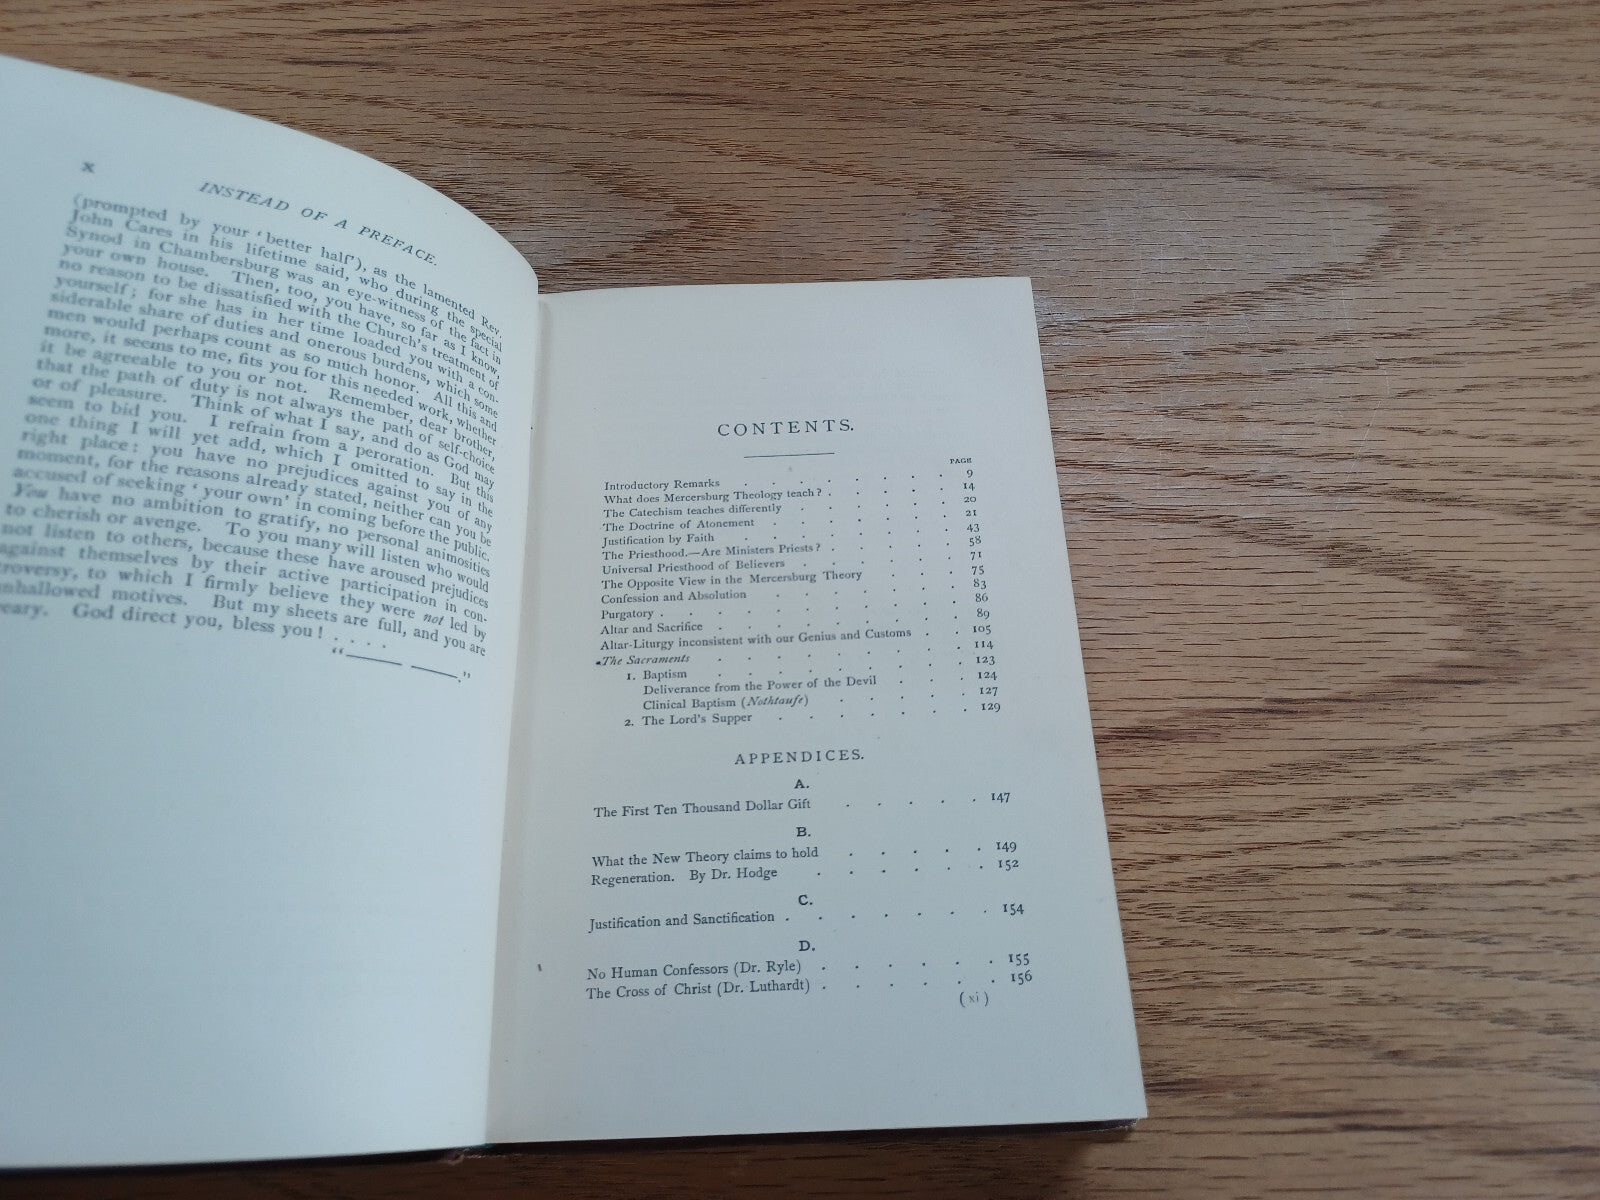 x
INSTEAD OF A PREFACE.
(prompted by your 'better half'), as the lamented Rev.
John Cares in his lifetime said, who during the special
Synod in Chambersburg was an eye-witness of the fact in
your own house. Then, too, you have, so far as I know,
no reason to be dissatisfied with the Church's treatment of
yourself; for she has in her time loaded you with a con-
siderable share of duties and onerous burdens, which some
men would perhaps count as so much honor. All this and
more, it seems to me, fits you for this needed work, whether
it be agreeable to you or not. Remember, dear brother,
that the path of duty is not always the path of self-choice
or of pleasure. Think of what I say, and do as God may
seem to bid you. I refrain from a peroration. But this
one thing I will yet add, which I omitted to say in the
right place: you have no prejudices against you of any
moment, for the reasons already stated, neither can you be
accused of seeking 'your own' in coming before the public.
You have no ambition to gratify, no personal animosities
to cherish or avenge. To you many will listen who would
not listen to others, because these have aroused prejudices
against themselves by their active participation in con-
troversy, to which I firmly believe they were not led by
unhallowed motives. But my sheets are full, and you are
weary. God direct you, bless you! . . . .
"—— ——."
CONTENTS.
PAGE
Introductory Remarks . . . . . . . 9
What does Mercersburg Theology teach? . . . . . 14
The Catechism teaches differently . . . . . 20
The Doctrine of Atonement . . . . . . 21
Justification by Faith . . . . . . . 43
The Priesthood.—Are Ministers Priests? . . . . . 58
Universal Priesthood of Believers . . . . . 71
The Opposite View in the Mercersburg Theory . . . 75
Confession and Absolution . . . . . . 83
Purgatory . . . . . . . . . 86
Altar and Sacrifice . . . . . . . . 89
Altar-Liturgy inconsistent with our Genius and Customs . . 105
The Sacraments . . . . . . . . 114
1. Baptism . . . . . . . . 123
Deliverance from the Power of the Devil . . . 124
Clinical Baptism (Nothtaufe) . . . . . 127
2. The Lord's Supper . . . . . . . 129
APPENDICES.
A.
The First Ten Thousand Dollar Gift . . . . . 147
B.
What the New Theory claims to hold . . . . . 149
Regeneration. By Dr. Hodge . . . . . . 152
C.
Justification and Sanctification . . . . . . . 154
D.
No Human Confessors (Dr. Ryle) . . . . . . 155
The Cross of Christ (Dr. Luthardt) . . . . . . 156
(xi)